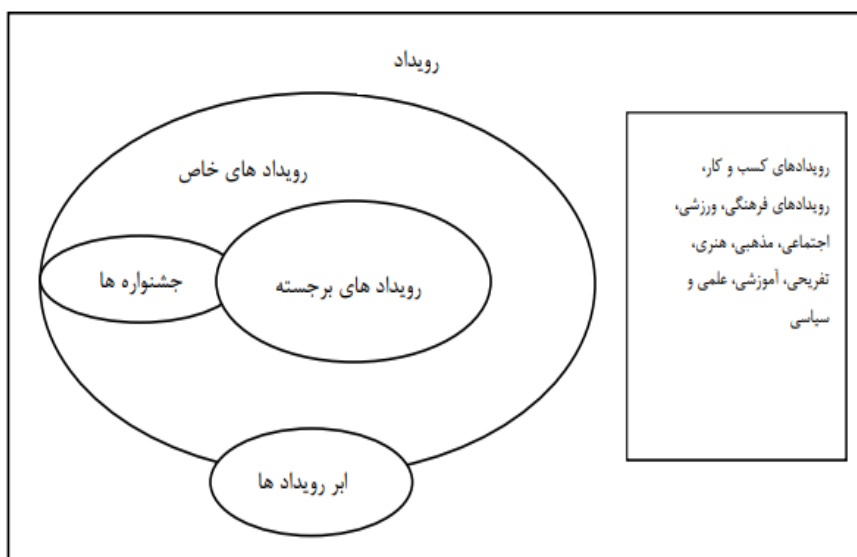 رویداد
رویداد های خاص
جشنواره ها
رویداد های برجسته
ابر رویداد ها
رویدادهای کسب و کار،
رویدادهای فرهنگی، ورزشی،
اجتماعی، مذهبی، هنری،
تفریحی، آموزشی، علمی و
سیاسی